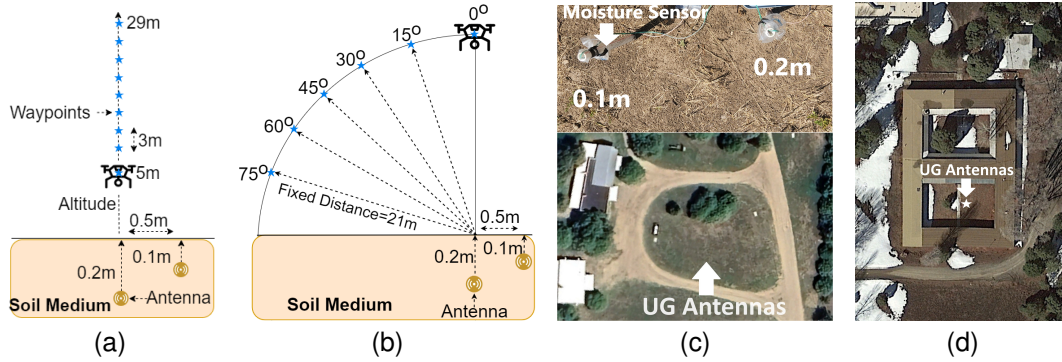 29m
Waypoints
3m
5m
Altitude
0.5m
0.2m
0.1m
Soil Medium
Antenna
(a)
0°
15°
30°
45°
60°
75°
Fixed Distance=21m
0.5m
0.2m
0.1m
Soil Medium
Antenna
(b)
Moisture Sensor
0.1m
0.2m
UG Antennas
(c)
UG Antennas
(d)